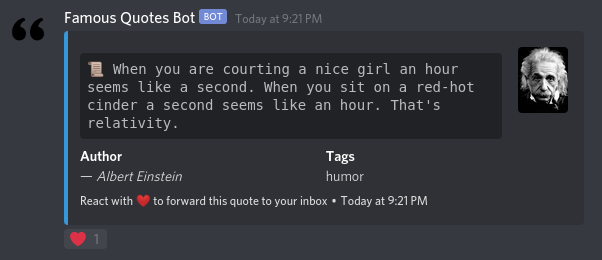 Famous Quotes Bot BOT Today at 9:21 PM
📜 When you are courting a nice girl an hour
seems like a second. When you sit on a red-hot
cinder a second seems like an hour. That's
relativity.
Author Tags
— Albert Einstein humor
React with ❤️ to forward this quote to your inbox • Today at 9:21 PM
❤️ 1